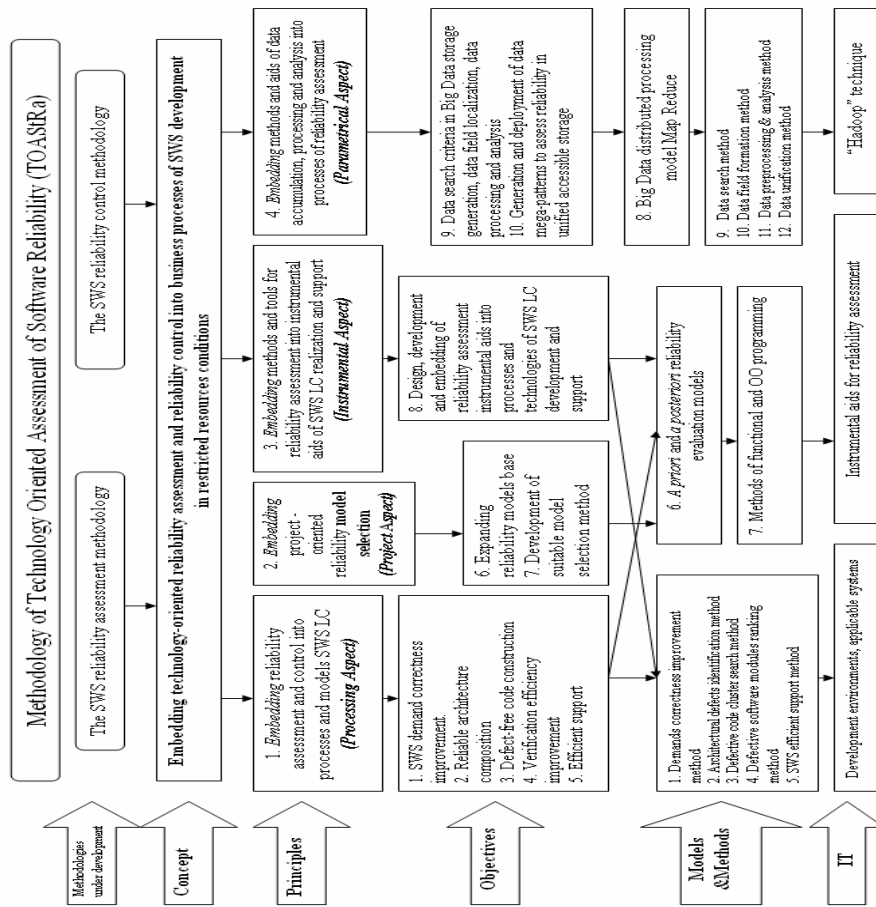 Methodology of Technology Oriented Assessment of Software Reliability (TOAStRa)
Methodologies
under development
The SWS reliability assessment methodology
The SWS reliability control methodology
Concept
Embedding technology-oriented reliability assessment and reliability control into business processes of SWS development
in restricted resources conditions
Principles
1. Embedding reliability
assessment and control into
processes and models SWS LC
(Processing Aspect)
2. Embedding
project -
oriented
reliability model
selection
(Project Aspect)
3. Embedding methods and tools for
reliability assessment into instrumental
aids of SWS LC realization and support
(Instrumental Aspect)
4. Embedding methods and aids of data
accumulation, processing and analysis into
processes of reliability assessment
(Parametrical Aspect)
Objectives
1. SWS demand correctness
improvement.
2. Reliable architecture
composition
3. Defect-free code construction
4. Verification efficiency
improvement
5. Efficient support
6. Expanding
reliability models base
7. Development of
suitable model
selection method
8. Design, development
and embedding of
reliability assessment
instrumental aids into
processes and
technologies of SWS LC
development and
support
9. Data search criteria in Big Data storage
generation, data field localization, data
processing and analysis
10. Generation and deployment of data
mega-patterns to assess reliability in
unified accessible storage
Models
&Methods
1. Demands correctness improvement
method
2. Architectural defects identification method
3. Defective code cluster search method
4. Defective software modules ranking
method
5. SWS efficient support method
6. A priori and a posteriori reliability
evaluation models
7. Methods of functional and OO programming
8. Big Data distributed processing
model Map Reduce
9. Data search method
10. Data field formation method
11. Data preprocessing & analysis method
12. Data unification method
IT
Development environments, applicable systems
Instrumental aids for reliability assessment
"Hadoop" technique